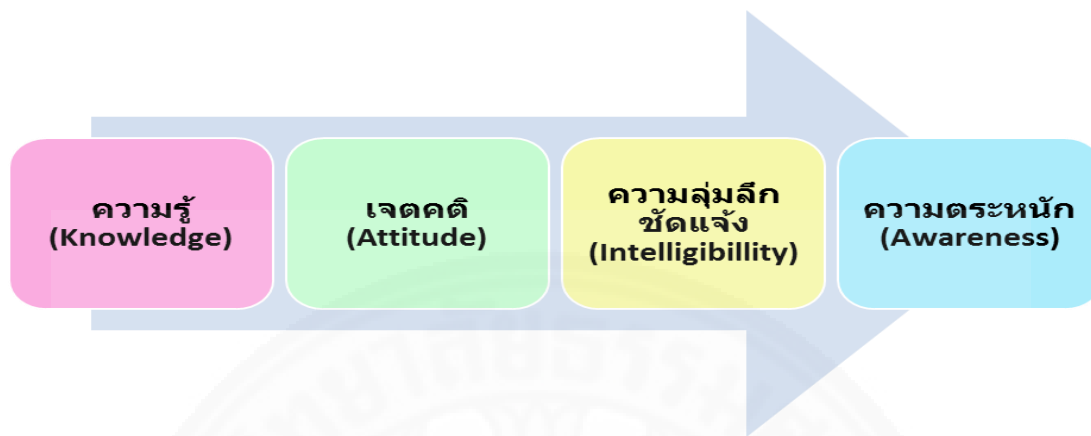 ความรู้
(Knowledge)
เจตคติ
(Attitude)
ความลุ่มลึก
ชัดแจ้ง
(Intelligibillity)
ความตระหนัก
(Awareness)